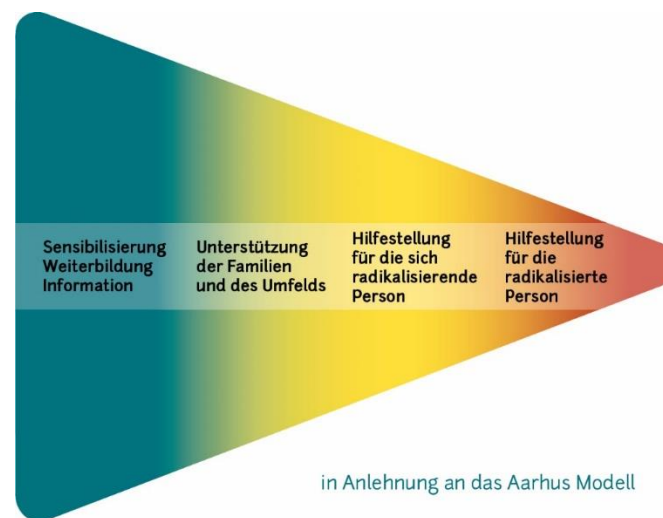 Sensibilisierung
Weiterbildung
Information
Unterstützung
der Familien
und des Umfelds
Hilfestellung
für die sich
radikalisierende
Person
Hilfestellung
für die
radikalisierte
Person
in Anlehnung an das Aarhus Modell